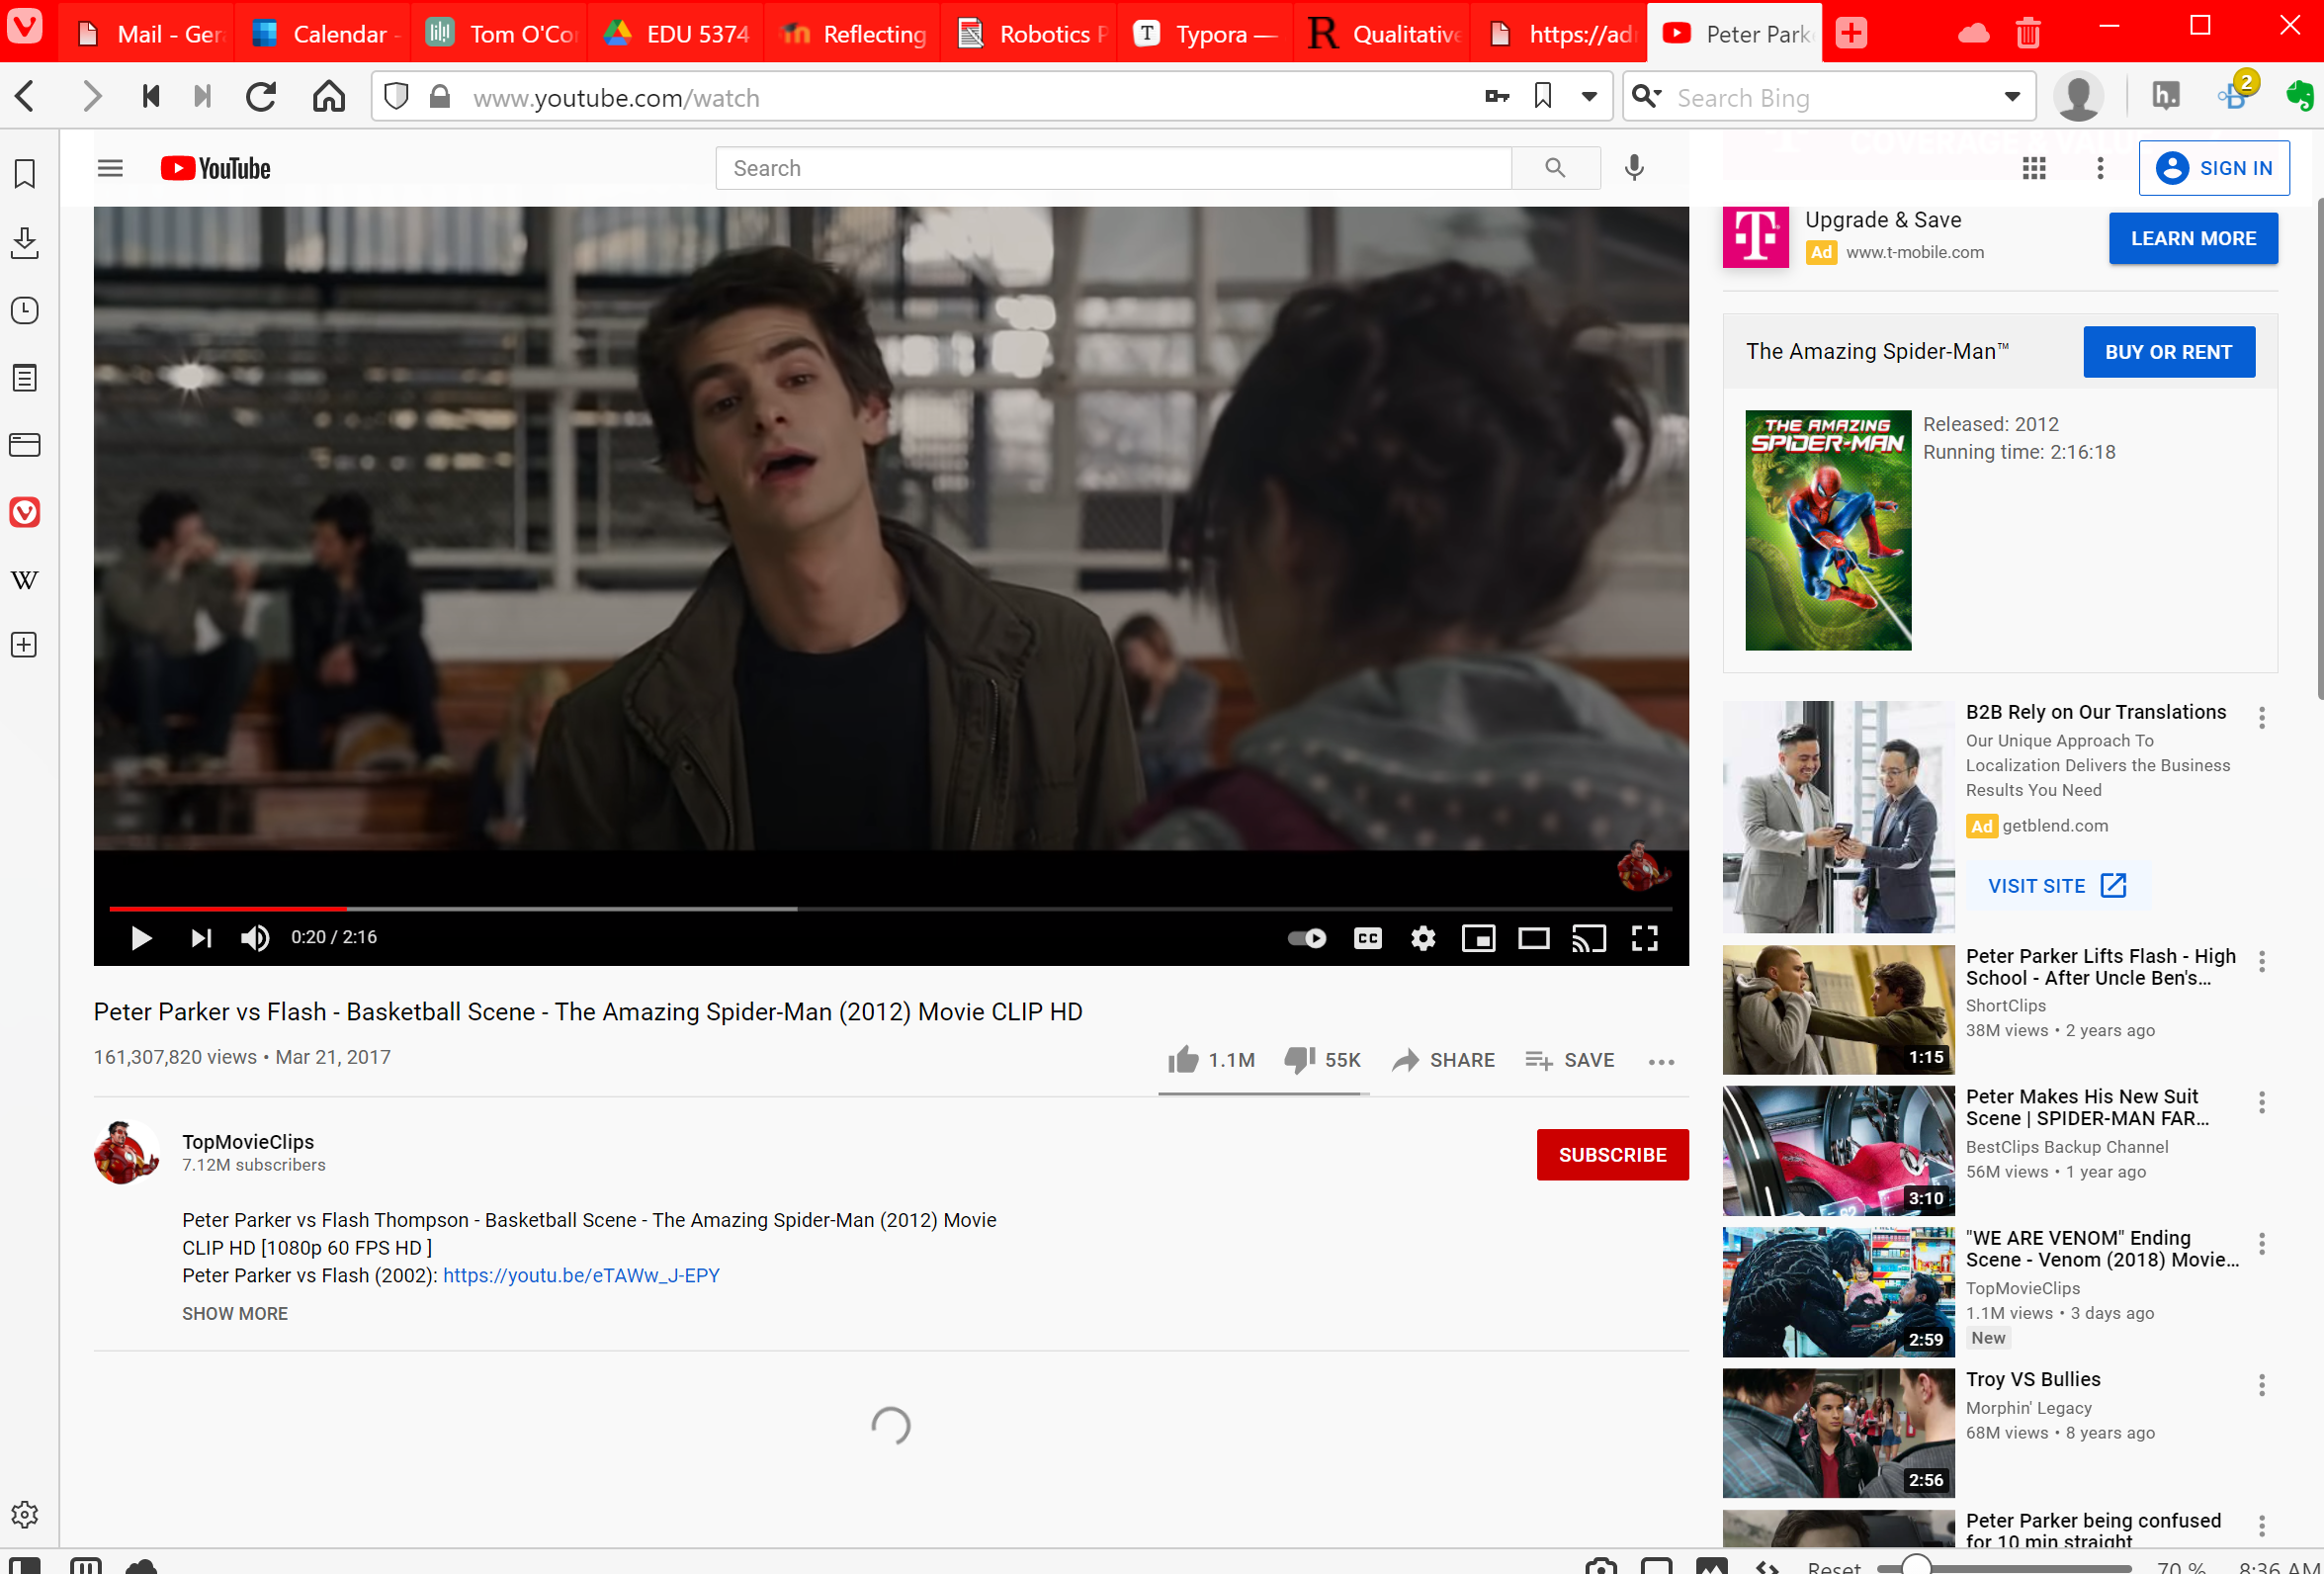 Mail - Ger
Calendar -
Tom O'Co
EDU 5374
Reflecting
Robotics P
Typora —
Qualitative
https://adr
Peter Park
www.youtube.com/watch
Search Bing
2
YouTube
Search
SIGN IN
Upgrade & Save
Ad www.t-mobile.com
LEARN MORE
The Amazing Spider-Man™
BUY OR RENT
THE AMAZING
SPIDER-MAN
Released: 2012
Running time: 2:16:18
B2B Rely on Our Translations
Our Unique Approach To
Localization Delivers the Business
Results You Need
Ad getblend.com
VISIT SITE
CC
0:20 / 2:16
Peter Parker vs Flash - Basketball Scene - The Amazing Spider-Man (2012) Movie CLIP HD
161,307,820 views • Mar 21, 2017
1.1M
55K
SHARE
SAVE
TopMovieClips
7.12M subscribers
SUBSCRIBE
Peter Parker vs Flash Thompson - Basketball Scene - The Amazing Spider-Man (2012) Movie
CLIP HD [1080p 60 FPS HD ]
Peter Parker vs Flash (2002): https://youtu.be/eTAWw_J-EPY
SHOW MORE
Peter Parker Lifts Flash - High
School - After Uncle Ben's...
ShortClips
38M views • 2 years ago
1:15
Peter Makes His New Suit
Scene | SPIDER-MAN FAR...
BestClips Backup Channel
56M views • 1 year ago
3:10
"WE ARE VENOM" Ending
Scene - Venom (2018) Movie...
TopMovieClips
1.1M views • 3 days ago
New
2:59
Troy VS Bullies
Morphin' Legacy
68M views • 8 years ago
2:56
Peter Parker being confused
for 10 min straight
Reset
70 %
8:36 AM